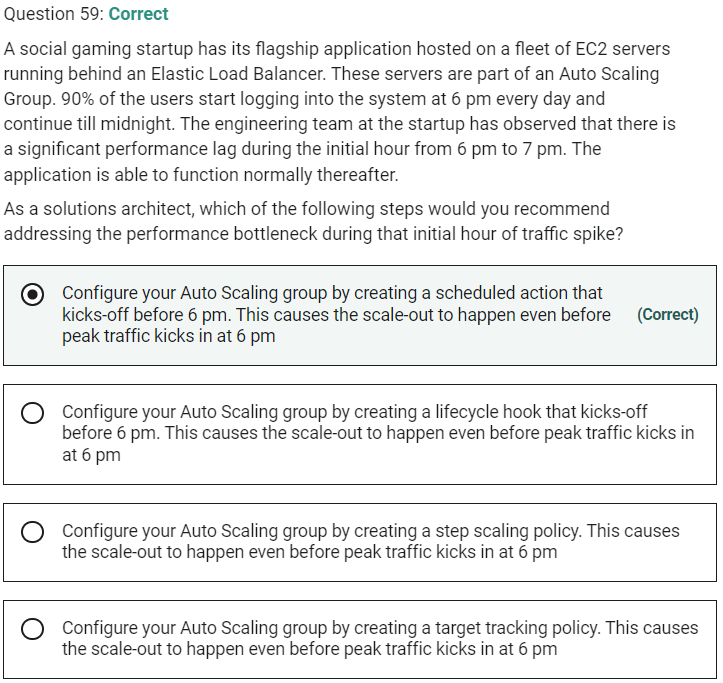 Question 59: Correct
A social gaming startup has its flagship application hosted on a fleet of EC2 servers
running behind an Elastic Load Balancer. These servers are part of an Auto Scaling
Group. 90% of the users start logging into the system at 6 pm every day and
continue till midnight. The engineering team at the startup has observed that there is
a significant performance lag during the initial hour from 6 pm to 7 pm. The
application is able to function normally thereafter.
As a solutions architect, which of the following steps would you recommend
addressing the performance bottleneck during that initial hour of traffic spike?
Configure your Auto Scaling group by creating a scheduled action that
kicks-off before 6 pm. This causes the scale-out to happen even before (Correct)
peak traffic kicks in at 6 pm
Configure your Auto Scaling group by creating a lifecycle hook that kicks-off
before 6 pm. This causes the scale-out to happen even before peak traffic kicks in
at 6 pm
Configure your Auto Scaling group by creating a step scaling policy. This causes
the scale-out to happen even before peak traffic kicks in at 6 pm
Configure your Auto Scaling group by creating a target tracking policy. This causes
the scale-out to happen even before peak traffic kicks in at 6 pm